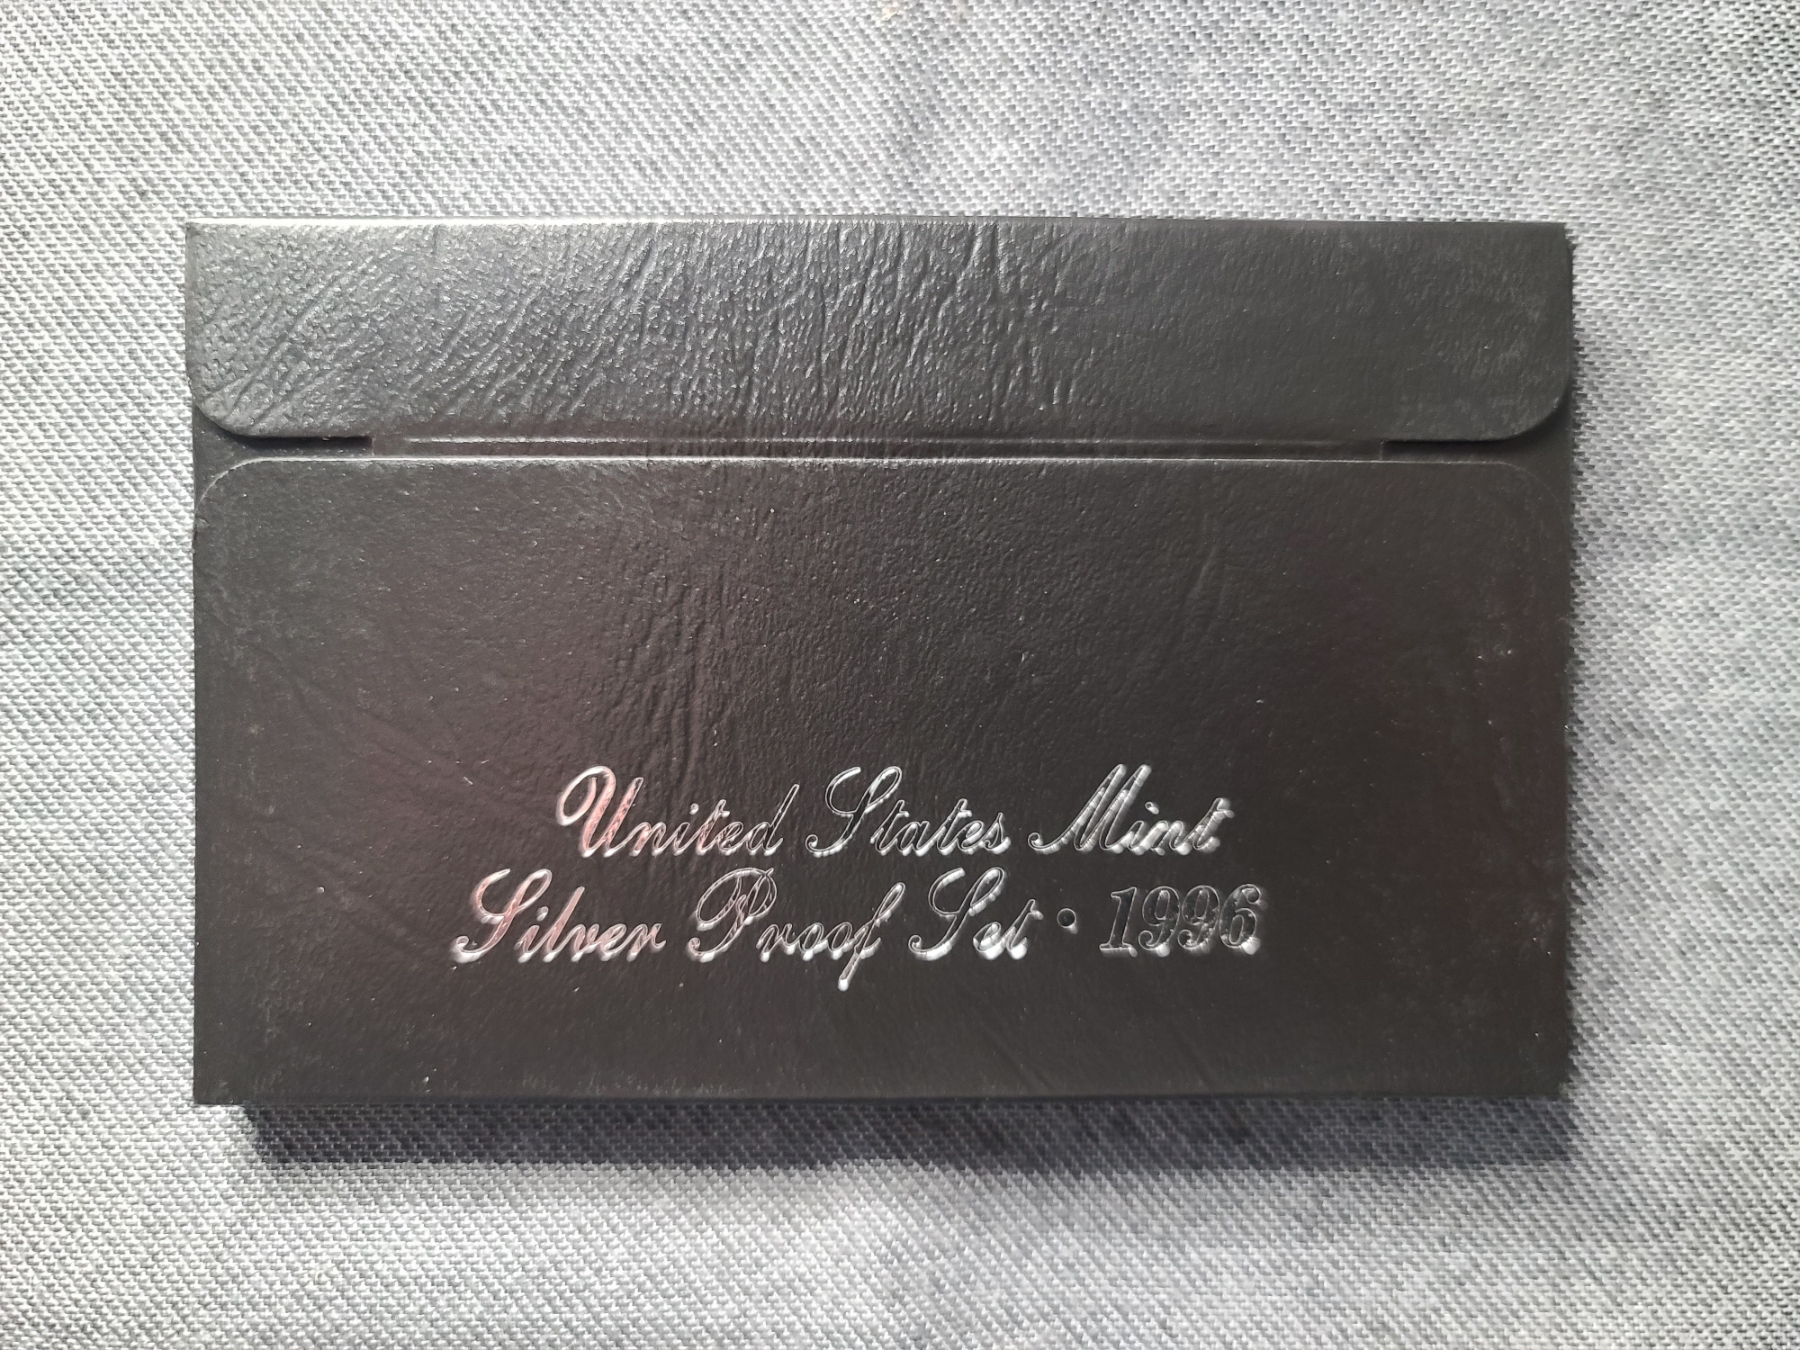 United States Mint
Silver Proof Set · 1996